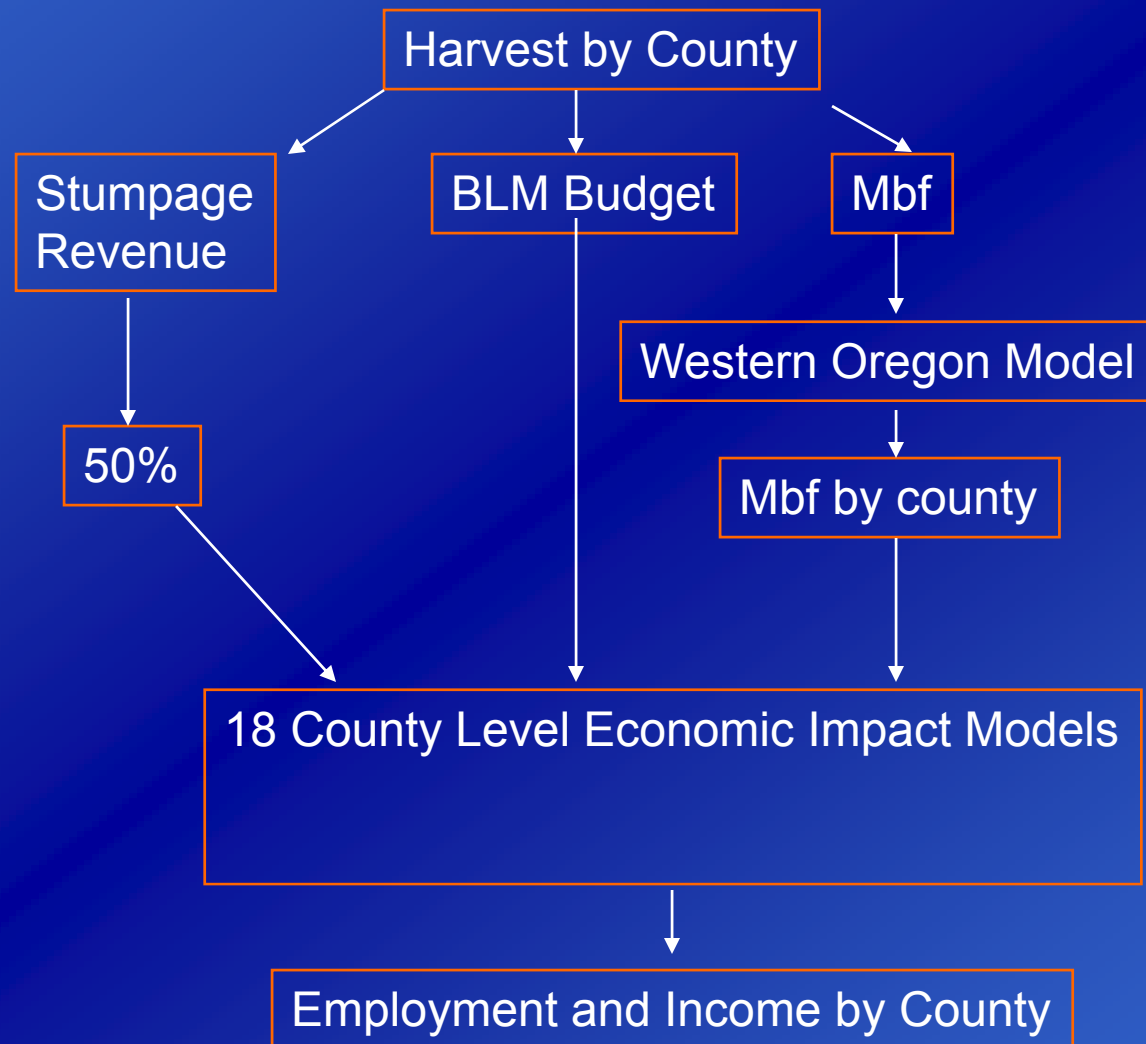 Harvest by County
Stumpage
Revenue
BLM Budget
Mbf
Western Oregon Model
50%
Mbf by county
18 County Level Economic Impact Models
Employment and Income by County